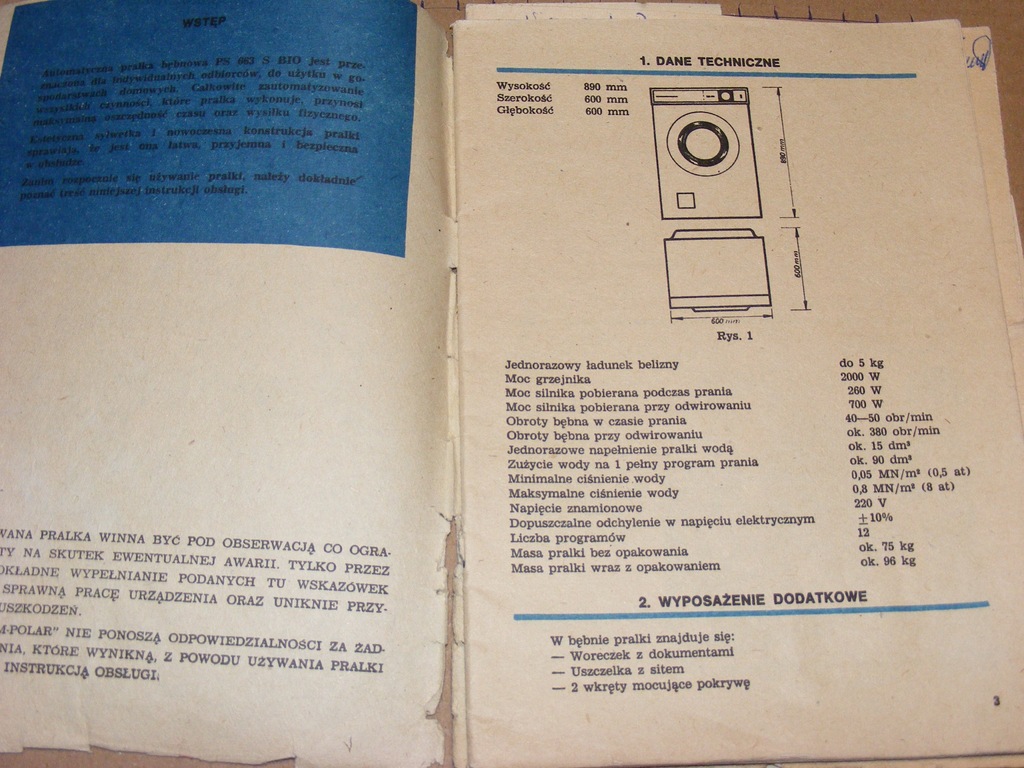 WSTĘP
Automatyczna pralka bębnowa PS 663 S BIO jest prze-
znaczona dla indywidualnych odbiorców, do użytku w go-
spodarstwach domowych. Całkowite zautomatyzowanie
wszystkich czynności, które pralka wykonuje, przynosi
maksymalną oszczędność czasu oraz wysiłku fizycznego.
Estetyczna sylwetka i nowoczesna konstrukcja pralki
sprawiają, że jest ona łatwa, przyjemna i bezpieczna
w obsłudze.
Zanim rozpocznie się używanie pralki, należy dokładnie
poznać treść niniejszej instrukcji obsługi.
WANA PRALKA WINNA BYĆ POD OBSERWACJĄ CO OGRA-
TY NA SKUTEK EWENTUALNEJ AWARII. TYLKO PRZEZ
OKŁADNE WYPEŁNIANIE PODANYCH TU WSKAZÓWEK
SPRAWNĄ PRACĘ URZĄDZENIA ORAZ UNIKNIE PRZY-
USZKODZEŃ.
M-POLAR" NIE PONOSZĄ ODPOWIEDZIALNOŚCI ZA ŻAD-
NIA, KTÓRE WYNIKNĄ, Z POWODU UŻYWANIA PRALKI
INSTRUKCJĄ OBSŁUGI.
1. DANE TECHNICZNE
Wysokość 890 mm
Szerokość 600 mm
Głębokość 600 mm
890 mm
600 mm
600 mm
Rys. 1
Jednorazowy ładunek bielizny do 5 kg
Moc grzejnika 2000 W
Moc silnika pobierana podczas prania 260 W
Moc silnika pobierana przy odwirowaniu 700 W
Obroty bębna w czasie prania 40—50 obr/min
Obroty bębna przy odwirowaniu ok. 380 obr/min
Jednorazowe napełnienie pralki wodą ok. 15 dm³
Zużycie wody na 1 pełny program prania ok. 90 dm³
Minimalne ciśnienie wody 0,05 MN/m² (0,5 at)
Maksymalne ciśnienie wody 0,8 MN/m² (8 at)
Napięcie znamionowe 220 V
Dopuszczalne odchylenie w napięciu elektrycznym ±10%
Liczba programów 12
Masa pralki bez opakowania ok. 75 kg
Masa pralki wraz z opakowaniem ok. 96 kg
2. WYPOSAŻENIE DODATKOWE
W bębnie pralki znajduje się:
— Woreczek z dokumentami
— Uszczelka z sitem
— 2 wkręty mocujące pokrywę
3